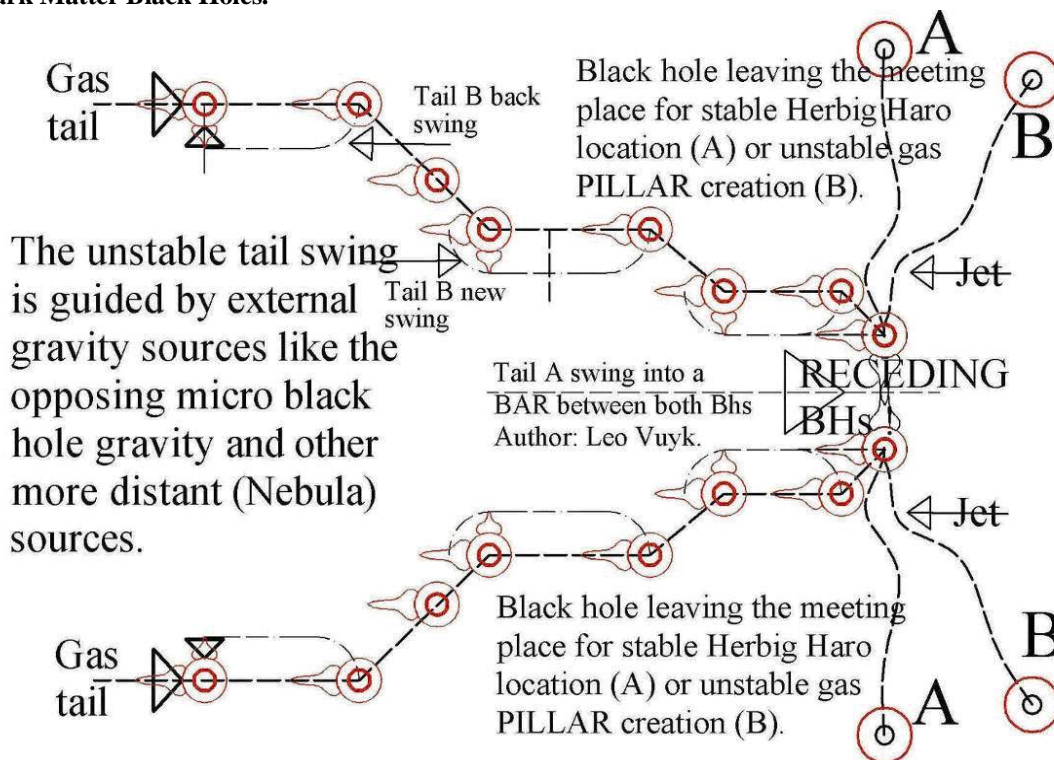 ark Matter Black Holes.
Gas
tail
Tail B back
swing
Black hole leaving the meeting
place for stable Herbig Haro
location (A) or unstable gas
PILLAR creation (B).
A
B
The unstable tail swing
is guided by external
gravity sources like the
opposing micro black
hole gravity and other
more distant (Nebula)
sources.
Tail B new
swing
Jet
Tail A swing into a
BAR between both Bhs
Author: Leo Vuyk.
RECEDING
BHs.
Jet
Black hole leaving the meeting
place for stable Herbig Haro
location (A) or unstable gas
PILLAR creation (B).
Gas
tail
B
A